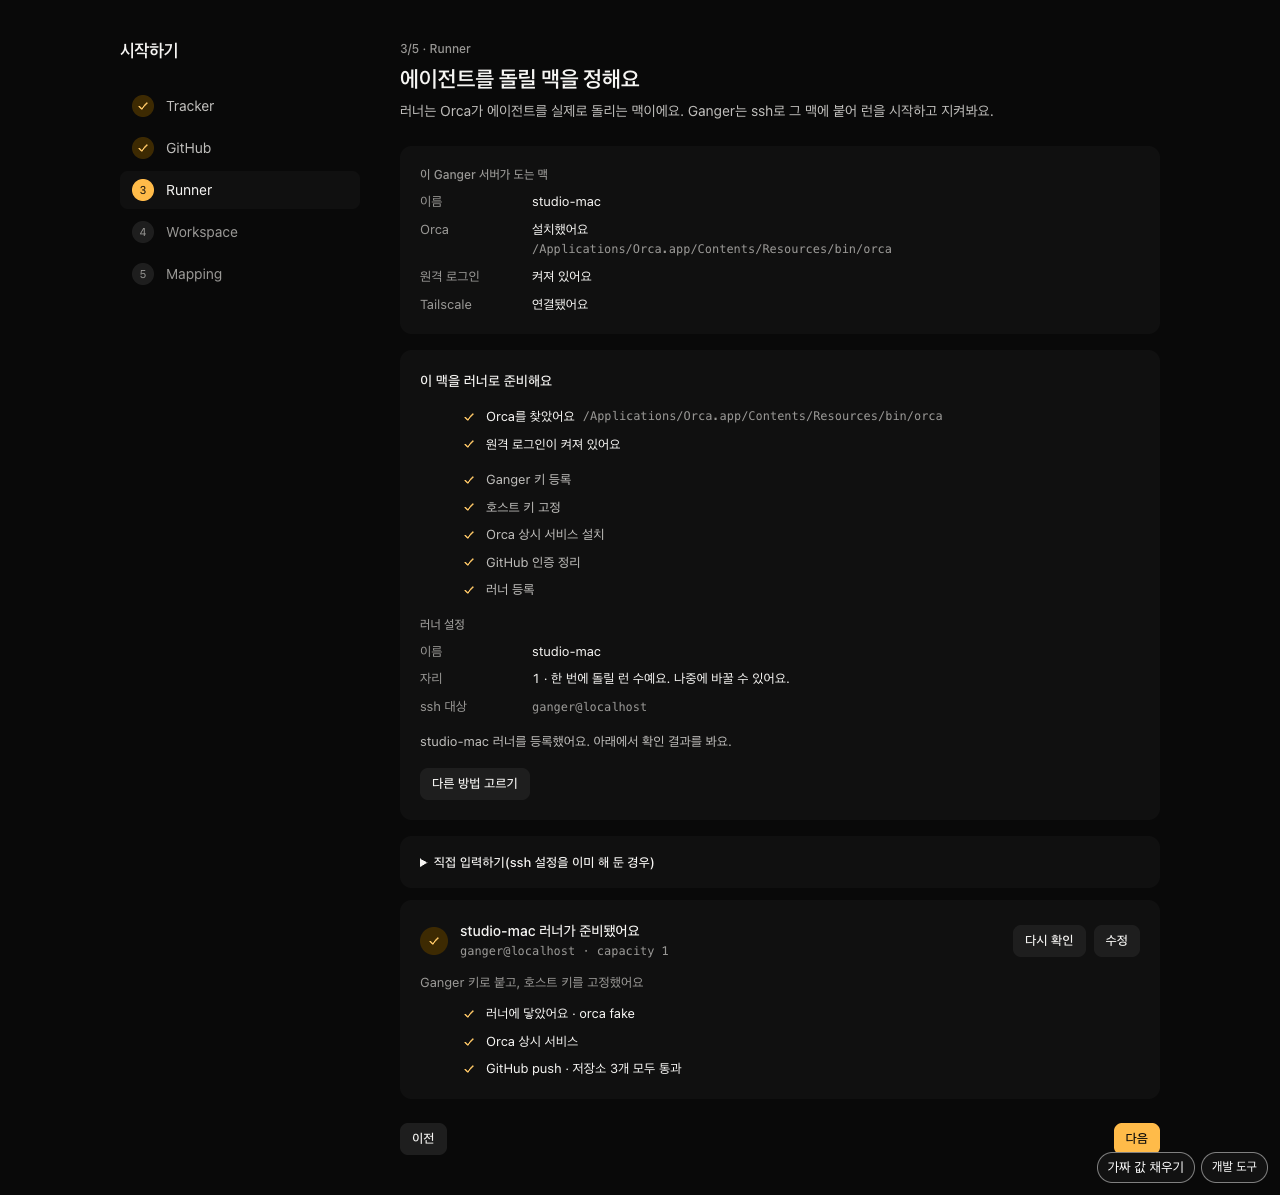 시작하기
Tracker
GitHub
3 Runner
4 Workspace
5 Mapping
3/5 · Runner
에이전트를 돌릴 맥을 정해요
러너는 Orca가 에이전트를 실제로 돌리는 맥이에요. Ganger는 ssh로 그 맥에 붙어 런을 시작하고 지켜봐요.
이 Ganger 서버가 도는 맥
이름 studio-mac
Orca 설치했어요
/Applications/Orca.app/Contents/Resources/bin/orca
원격 로그인 켜져 있어요
Tailscale 연결됐어요
이 맥을 러너로 준비해요
Orca를 찾았어요 /Applications/Orca.app/Contents/Resources/bin/orca
원격 로그인이 켜져 있어요
Ganger 키 등록
호스트 키 고정
Orca 상시 서비스 설치
GitHub 인증 정리
러너 등록
러너 설정
이름 studio-mac
자리 1 · 한 번에 돌릴 런 수예요. 나중에 바꿀 수 있어요.
ssh 대상 ganger@localhost
studio-mac 러너를 등록했어요. 아래에서 확인 결과를 봐요.
다른 방법 고르기
직접 입력하기(ssh 설정을 이미 해 둔 경우)
studio-mac 러너가 준비됐어요
ganger@localhost · capacity 1
다시 확인
수정
Ganger 키로 붙고, 호스트 키를 고정했어요
러너에 닿았어요 · orca fake
Orca 상시 서비스
GitHub push · 저장소 3개 모두 통과
이전
다음
가짜 값 채우기
개발 도구